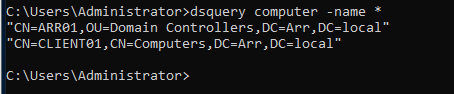 C:\Users\Administrator>dsquery computer -name *
"CN=ARR01,OU=Domain Controllers,DC=Arr,DC=local"
"CN=CLIENT01,CN=Computers,DC=Arr,DC=local"
C:\Users\Administrator>